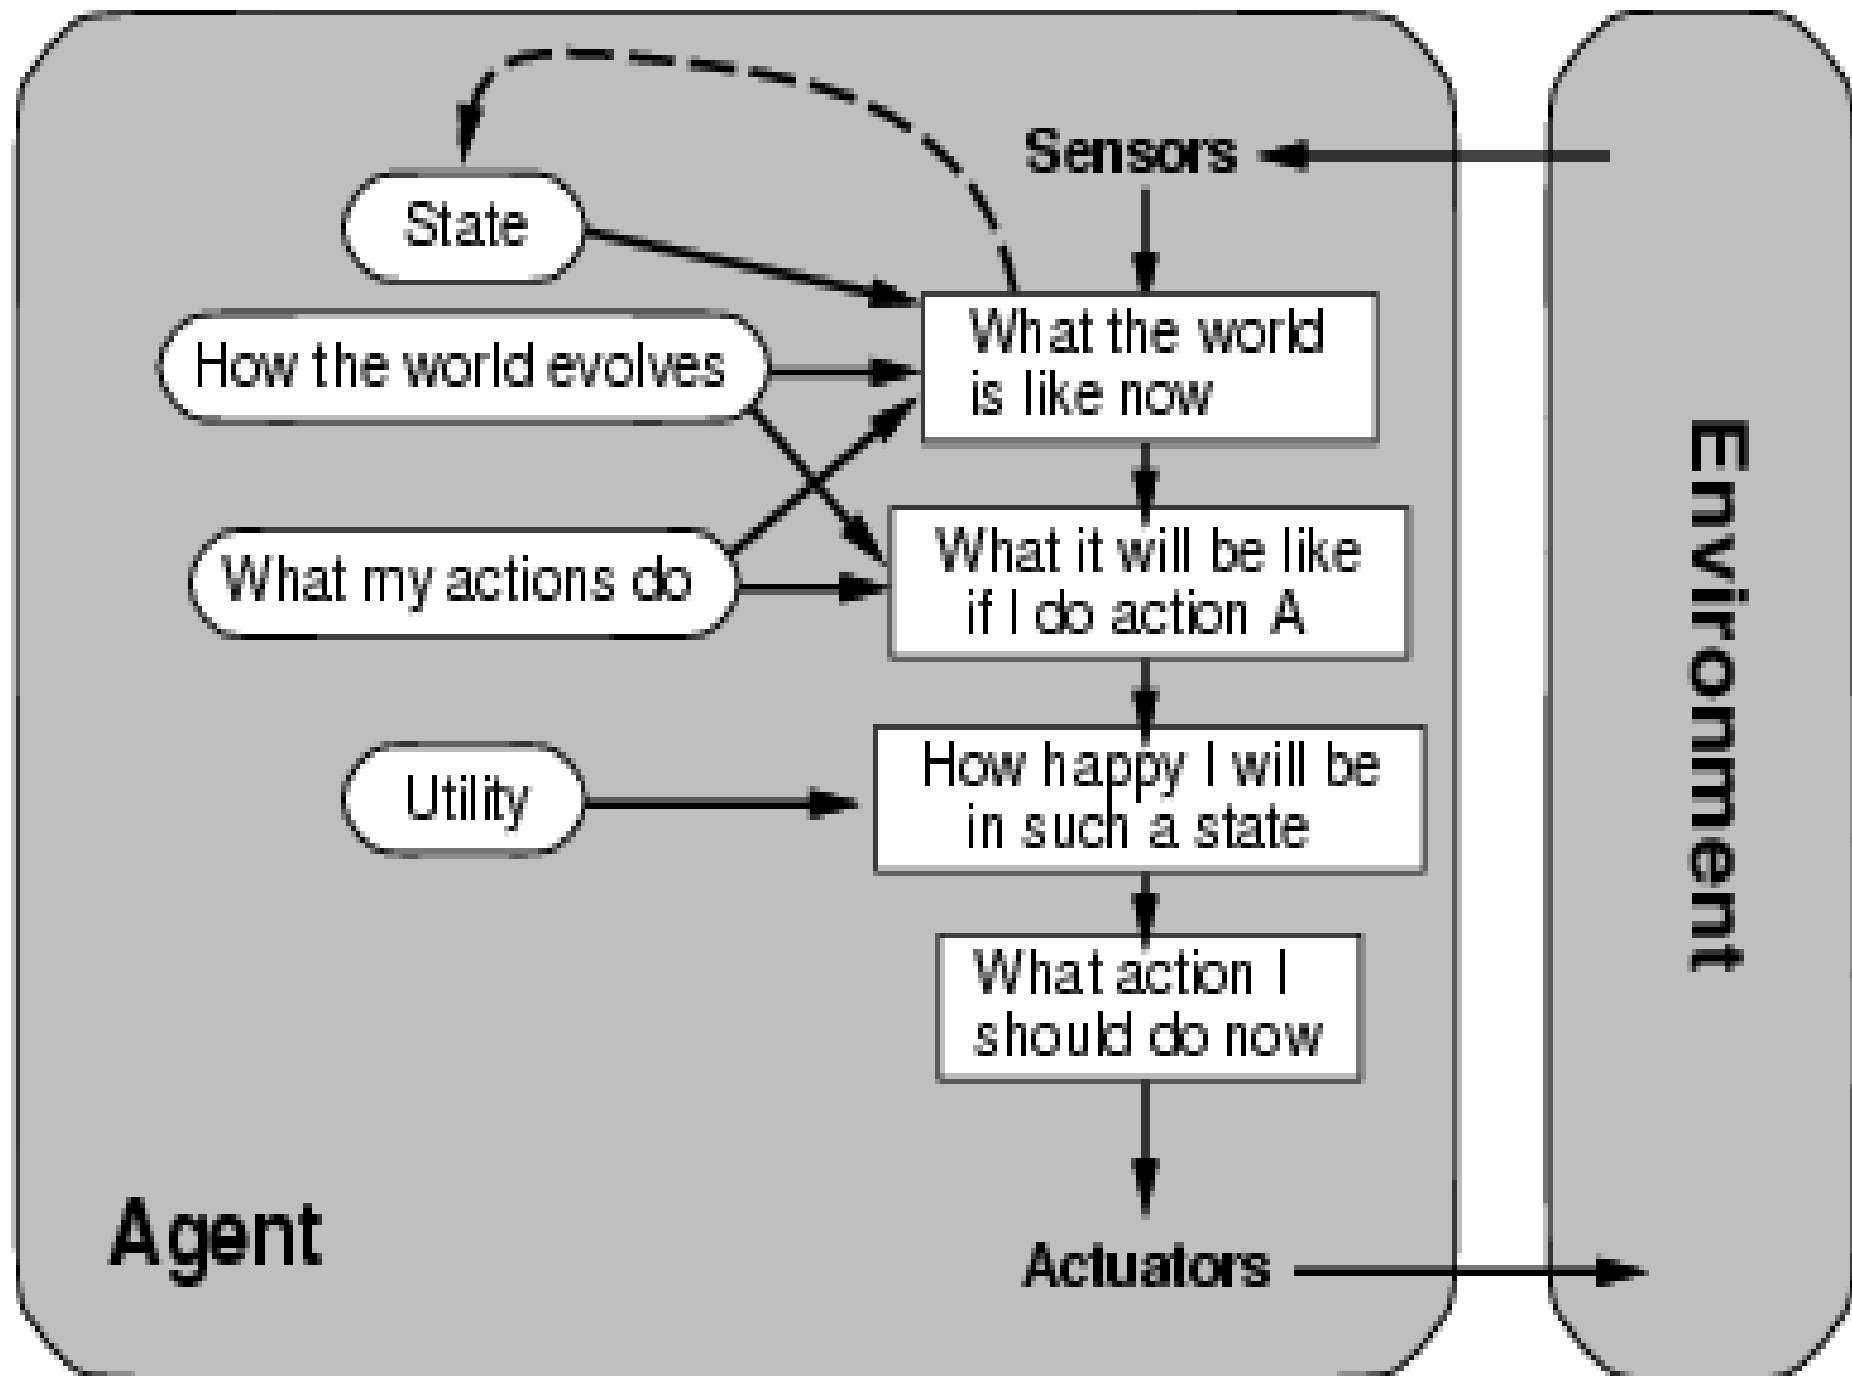 Sensors
State
What the world
is like now
How the world evolves
What it will be like
if I do action A
What my actions do
How happy I will be
in such a state
Utility
What action I
should do now
Agent
Actuators
Environment